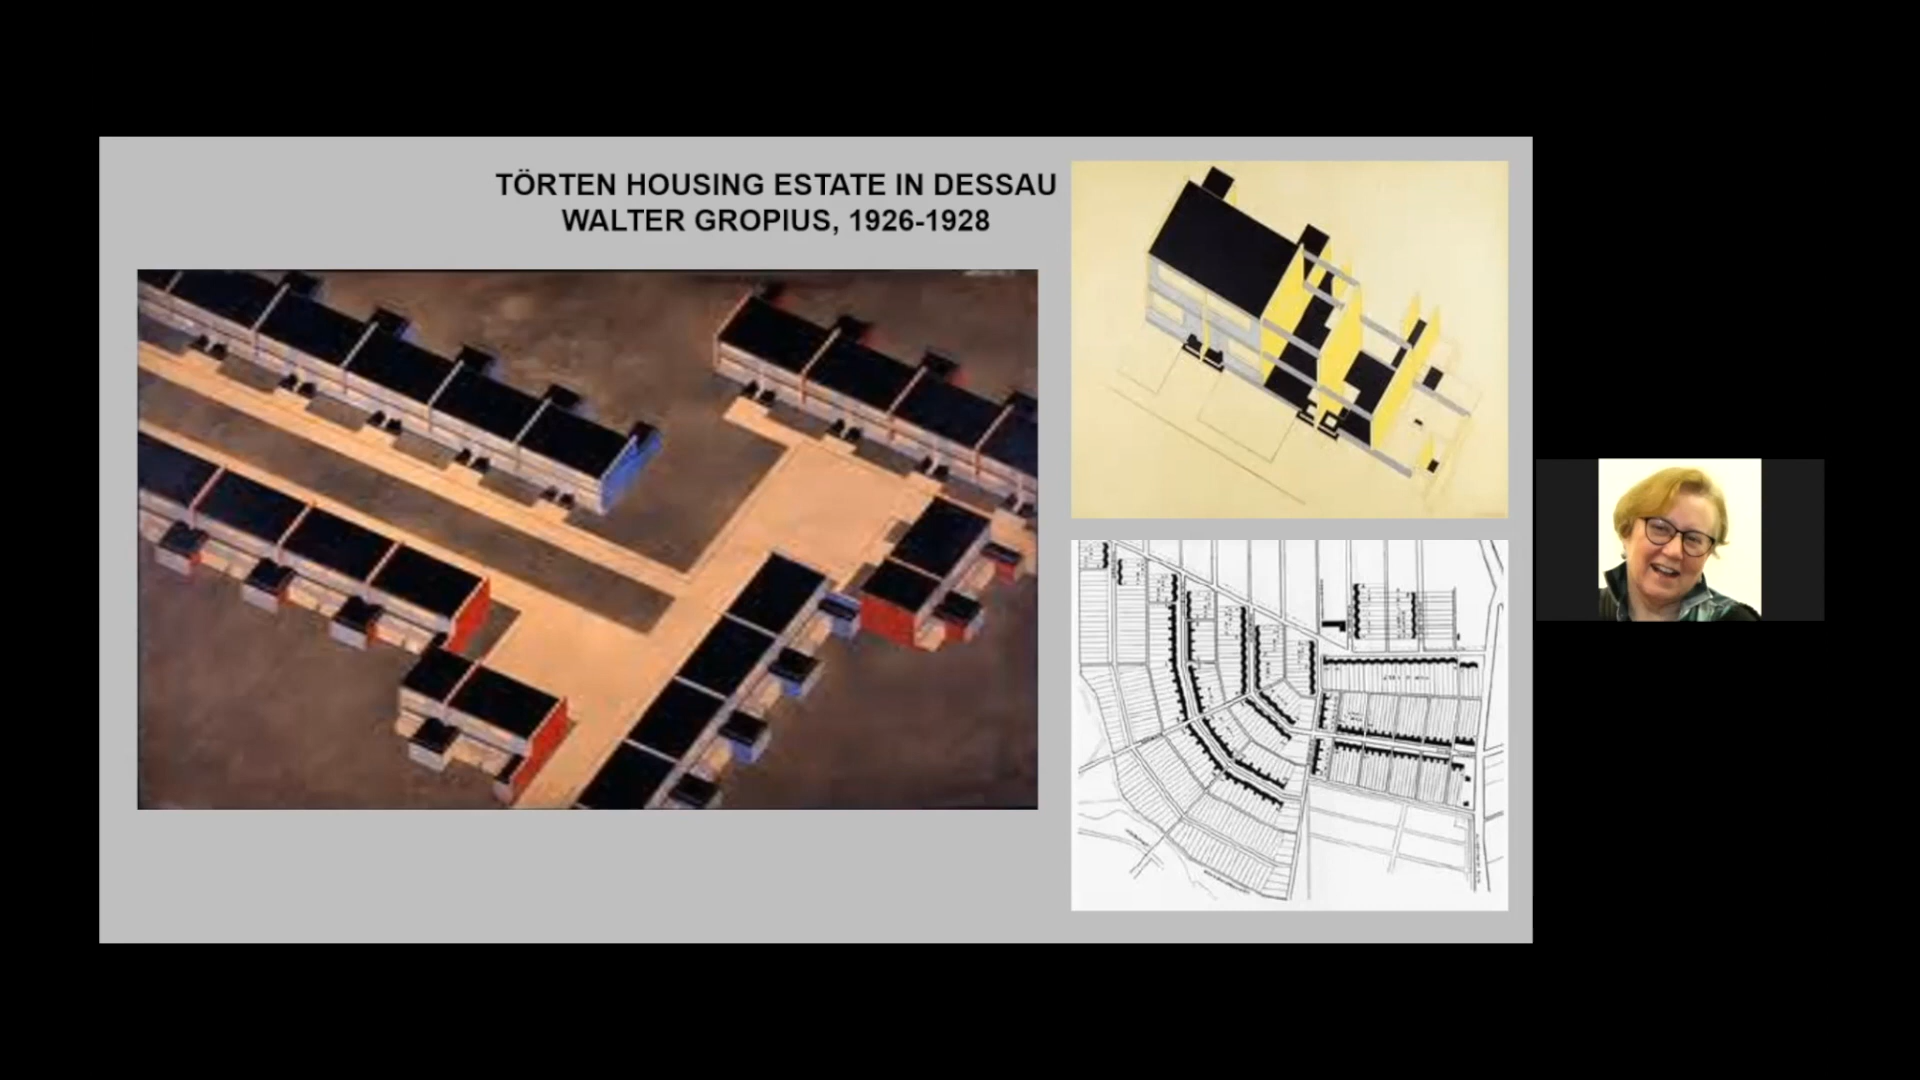 TÖRTEN HOUSING ESTATE IN DESSAU
WALTER GROPIUS, 1926-1928